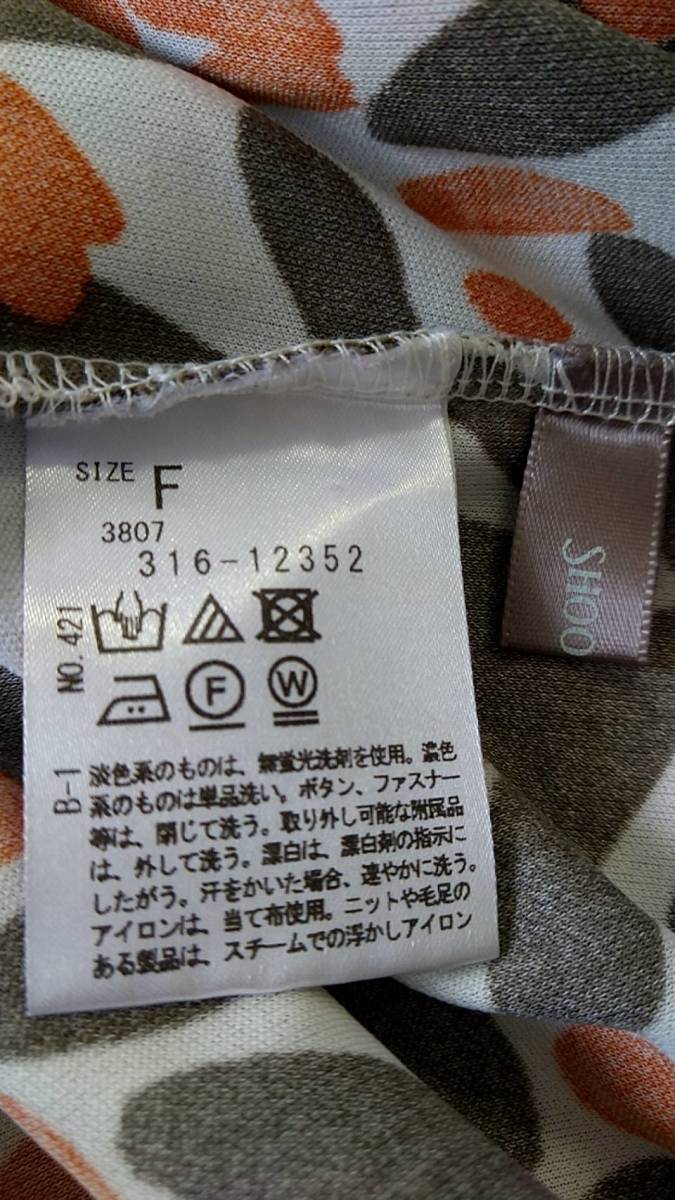 SIZE F
3807
316-12352
NO.421
F
W
B-1
淡色系のものは、無蛍光洗剤を使用。濃色
系のものは単品洗い。ボタン、ファスナー
等は、閉じて洗う。取り外し可能な附属品
は、外して洗う。漂白は、漂白剤の指示に
したがう。汗をかいた場合、速やかに洗う。
アイロンは、当て布使用。ニットや毛足の
ある製品は、スチームでの浮かしアイロン
SHOO